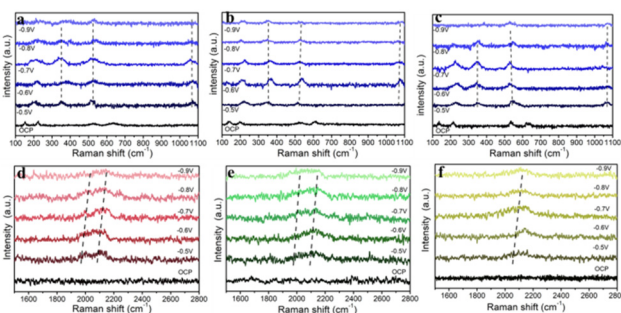 a
intensity (a.u.)
-0.9V
-0.8V
-0.7V
-0.6V
-0.5V
OCP
100 200 300 400 500 600 700 800 900 1000 1100
Raman shift (cm-1)
b
intensity (a.u.)
-0.9V
-0.8V
-0.7V
-0.6V
-0.5V
OCP
100 200 300 400 500 600 700 800 900 1000 1100
Raman shift (cm-1)
c
intensity (a.u.)
-0.9V
-0.8V
-0.7V
-0.6V
-0.5V
OCP
100 200 300 400 500 600 700 800 900 1000 1100
Raman shift (cm-1)
d
Intensity (a.u.)
-0.9V
-0.8V
-0.7V
-0.6V
-0.5V
OCP
1600 1800 2000 2200 2400 2600 2800
Raman shift (cm-1)
e
Intensity (a.u.)
-0.9V
-0.8V
-0.7V
-0.6V
-0.5V
OCP
1600 1800 2000 2200 2400 2600 2800
Raman shift (cm-1)
f
Intensity (a.u.)
-0.9V
-0.8V
-0.7V
-0.6V
-0.5V
OCP
1600 1800 2000 2200 2400 2600 2800
Raman shift (cm-1)